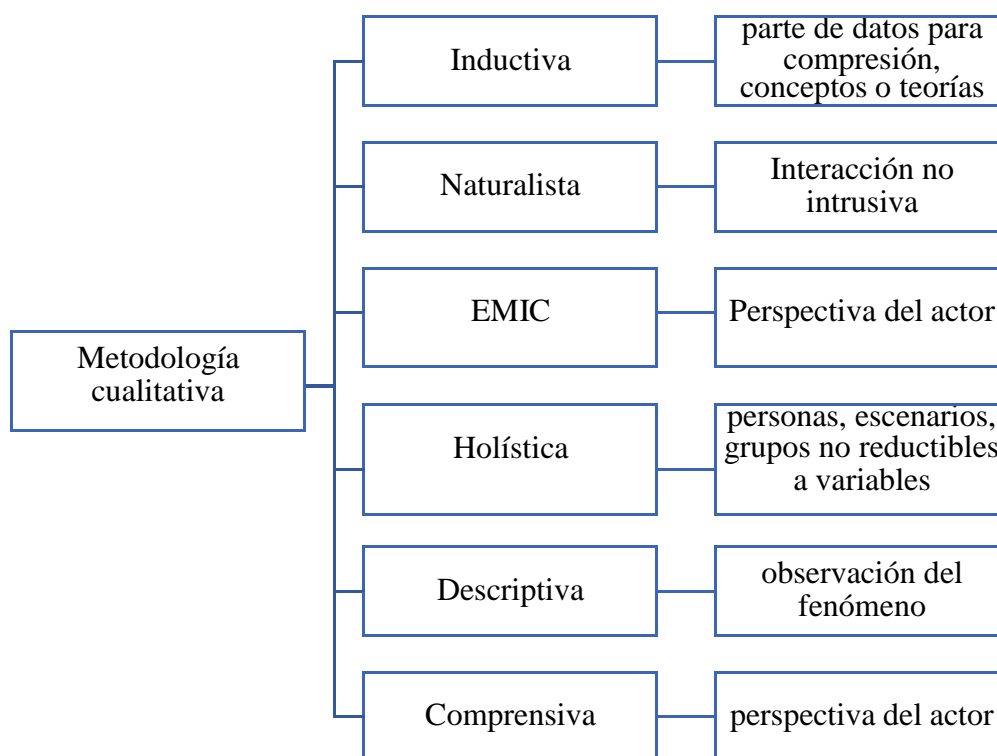 Metodología
cualitativa
Inductiva
parte de datos para
compresión,
conceptos o teorías
Naturalista
Interacción no
intrusiva
EMIC
Perspectiva del actor
Holística
personas, escenarios,
grupos no reductibles
a variables
Descriptiva
observación del
fenómeno
Comprensiva
perspectiva del actor